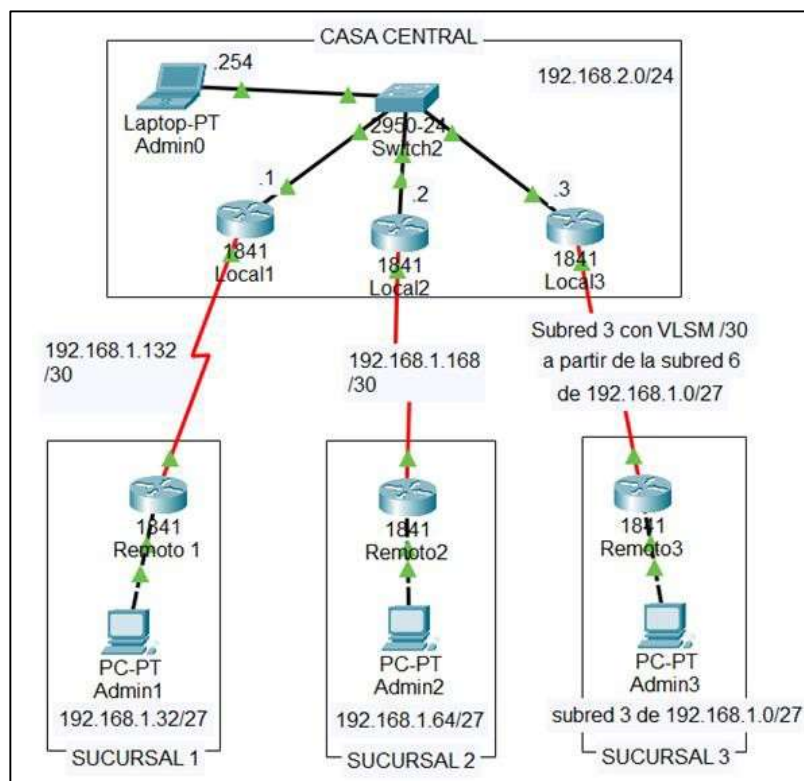 CASA CENTRAL
.254
192.168.2.0/24
Laptop-PT
Admin0
2950-24
Switch2
.1
.2
.3
1841
Local1
1841
Local2
1841
Local3
192.168.1.132
/30
192.168.1.168
/30
Subred 3 con VLSM /30
a partir de la subred 6
de 192.168.1.0/27
1841
Remoto 1
1841
Remoto2
1841
Remoto3
PC-PT
Admin1
PC-PT
Admin2
PC-PT
Admin3
192.168.1.32/27
192.168.1.64/27
subred 3 de 192.168.1.0/27
SUCURSAL 1
SUCURSAL 2
SUCURSAL 3